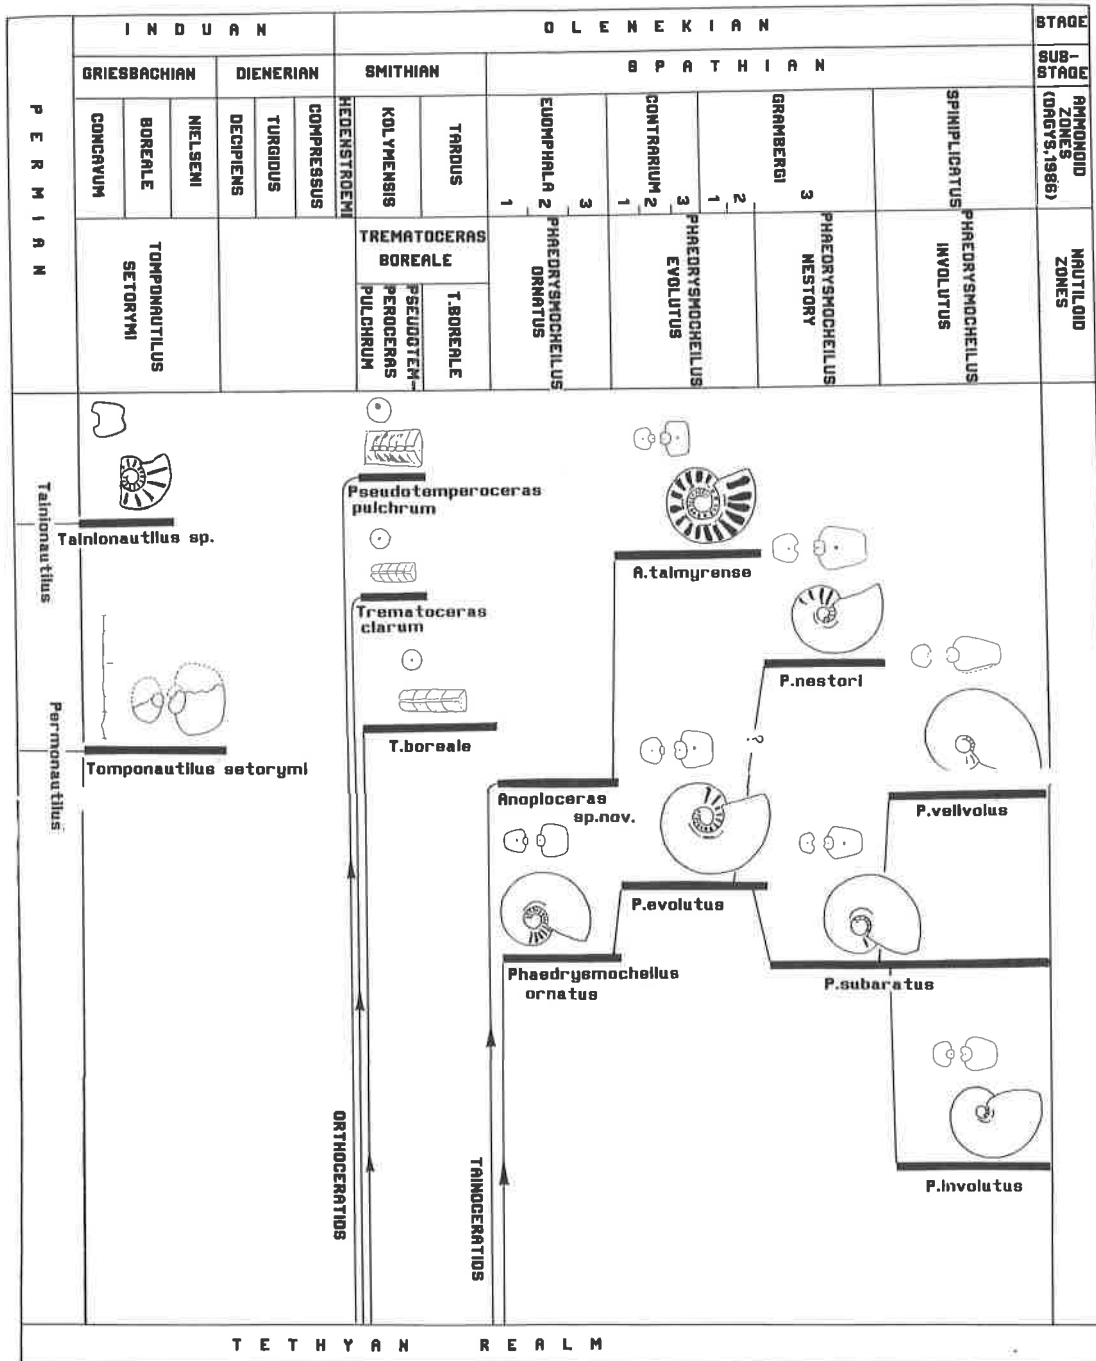 INDUAN
OLENEKIAN
STAGE
GRIESBACHIAN
DIENERIAN
SMITHIAN
SPATHIAN
SUB-
STAGE
PERMIAN
CONCAVUM
BOREALE
NIELSENI
DECIPIENS
TURGIDUS
COMPRESSUS
HEDENSTROEMI
KOLYMENSIS
TARDUS
EUOMPHALA
1 2 3
CONTRARIUM
1 2 3
GRAMBERGI
1 2 3
SPINIPLICATUS
AMMONOID
ZONES
(DAGYS,1986)
TOMPONAUTILUS
SETORYMI
TREMATOCERAS
BOREALE
PSEUDOTEM-
PEROCERAS
PULCHRUM
T.BOREALE
PHAEDRYSMOCHEILUS
ORNATUS
PHAEDRYSMOCHEILUS
EVOLUTUS
PHAEDRYSMOCHEILUS
NESTORY
PHAEDRYSMOCHEILUS
INVOLUTUS
NAUTILOID
ZONES
Tainionautilus
Permonautilus
Tainionautilus sp.
Tomponautilus setorymi
Pseudotemperoceras
pulchrum
Trematoceras
clarum
T.boreale
A.taimyrense
P.nestori
?
Anoploceras
sp.nov.
P.velivolus
P.evolutus
Phaedrysmocheilus
ornatus
P.subaratus
P.involutus
ORTHOCERATIDS
TAINOCERATIDS
TETHYAN REALM